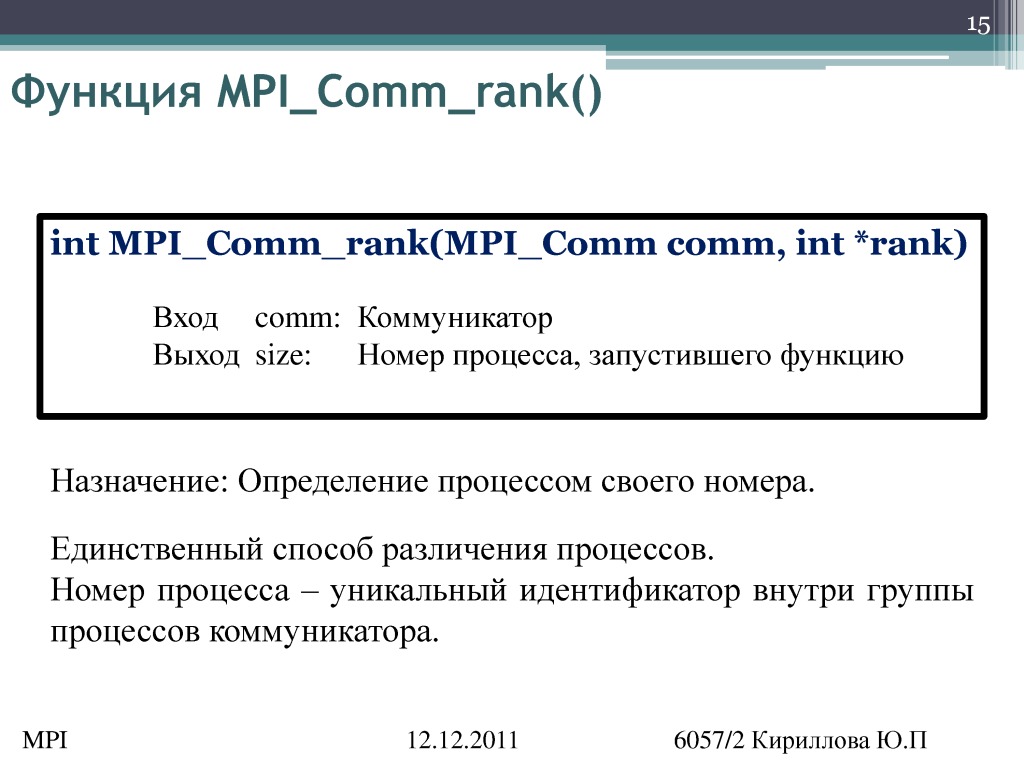 15
Функция MPI_Comm_rank()
int MPI_Comm_rank(MPI_Comm comm, int *rank)
Вход comm: Коммуникатор
Выход size: Номер процесса, запустившего функцию
Назначение: Определение процессом своего номера.
Единственный способ различения процессов.
Номер процесса – уникальный идентификатор внутри группы
процессов коммуникатора.
MPI 12.12.2011 6057/2 Кириллова Ю.П